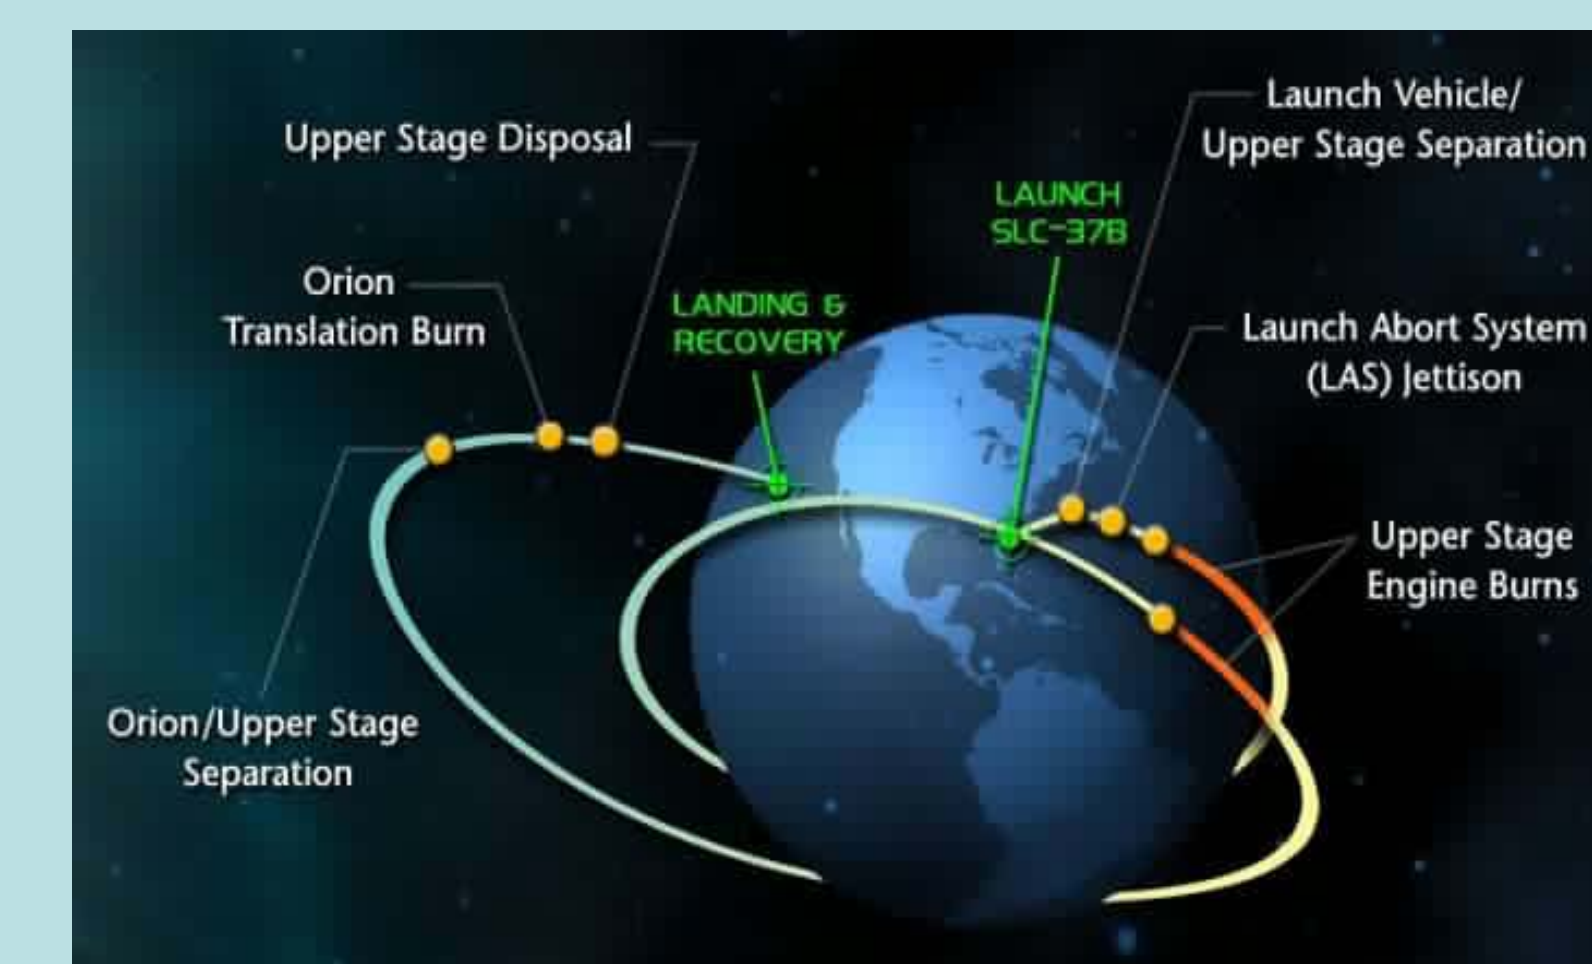 Launch Vehicle/
Upper Stage Separation
Upper Stage Disposal
LAUNCH
SLC-37B
Orion
Translation Burn
LANDING &
RECOVERY
Launch Abort System
(LAS) Jettison
Upper Stage
Engine Burns
Orion/Upper Stage
Separation